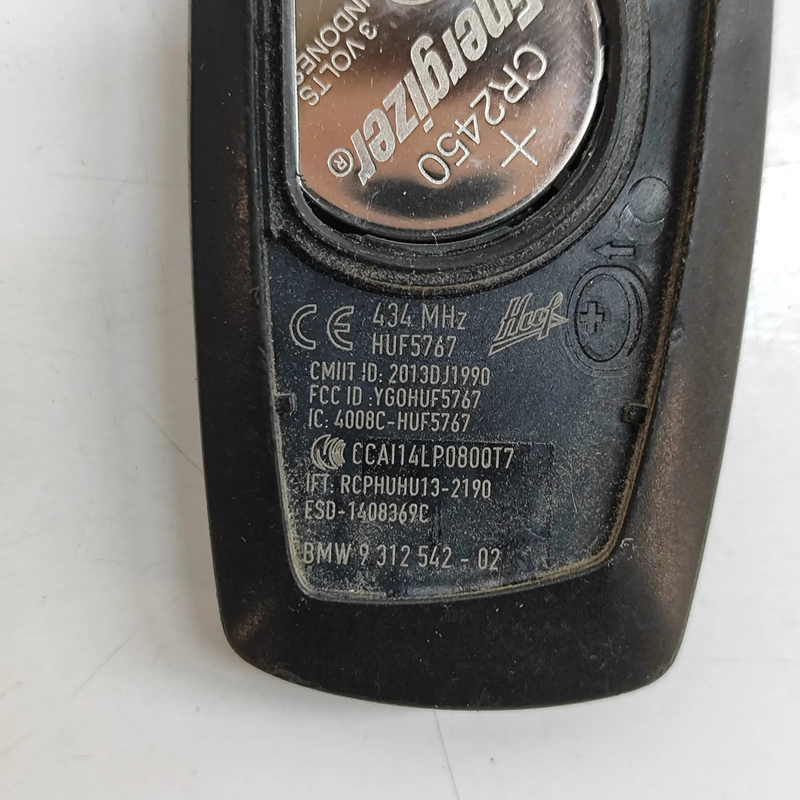 Energizer®
CR2450
+
3 VOLTS
INDONES
CE 434 MHz Huf
HUF5767
CMIIT ID: 2013DJ1990
FCC ID :YGOHUF5767
IC: 4008C-HUF5767
CCAI14LP0800T7
IFT: RCPHUHU13-2190
ESD-1408369C
BMW 9 312 542 - 02